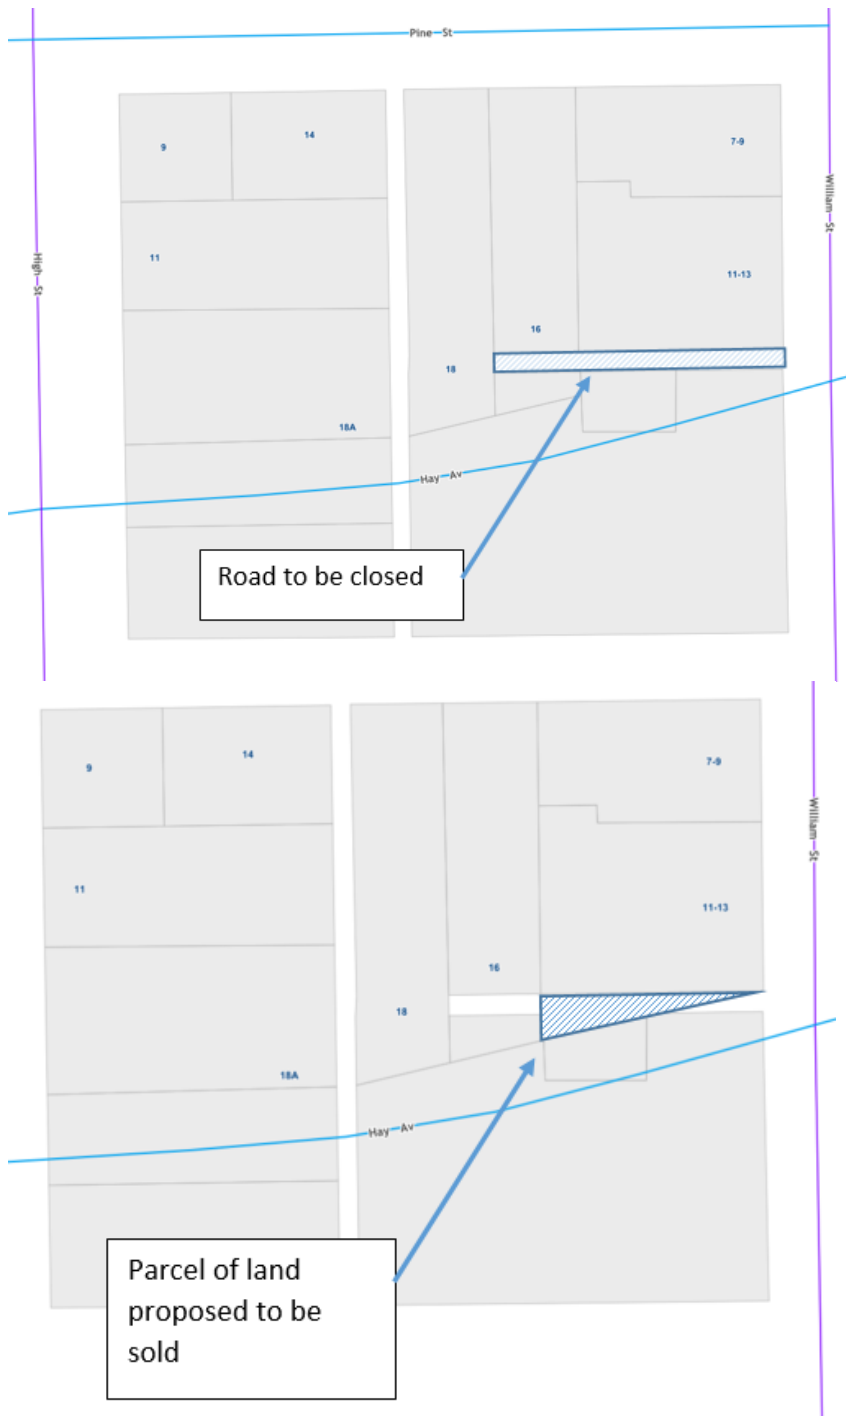 Pine St
9
14
7-9
William St
11
High St
11-13
16
18
18A
Hay Av
Road to be closed
9
14
7-9
William St
11
11-13
16
18
18A
Hay Av
Parcel of land
proposed to be
sold